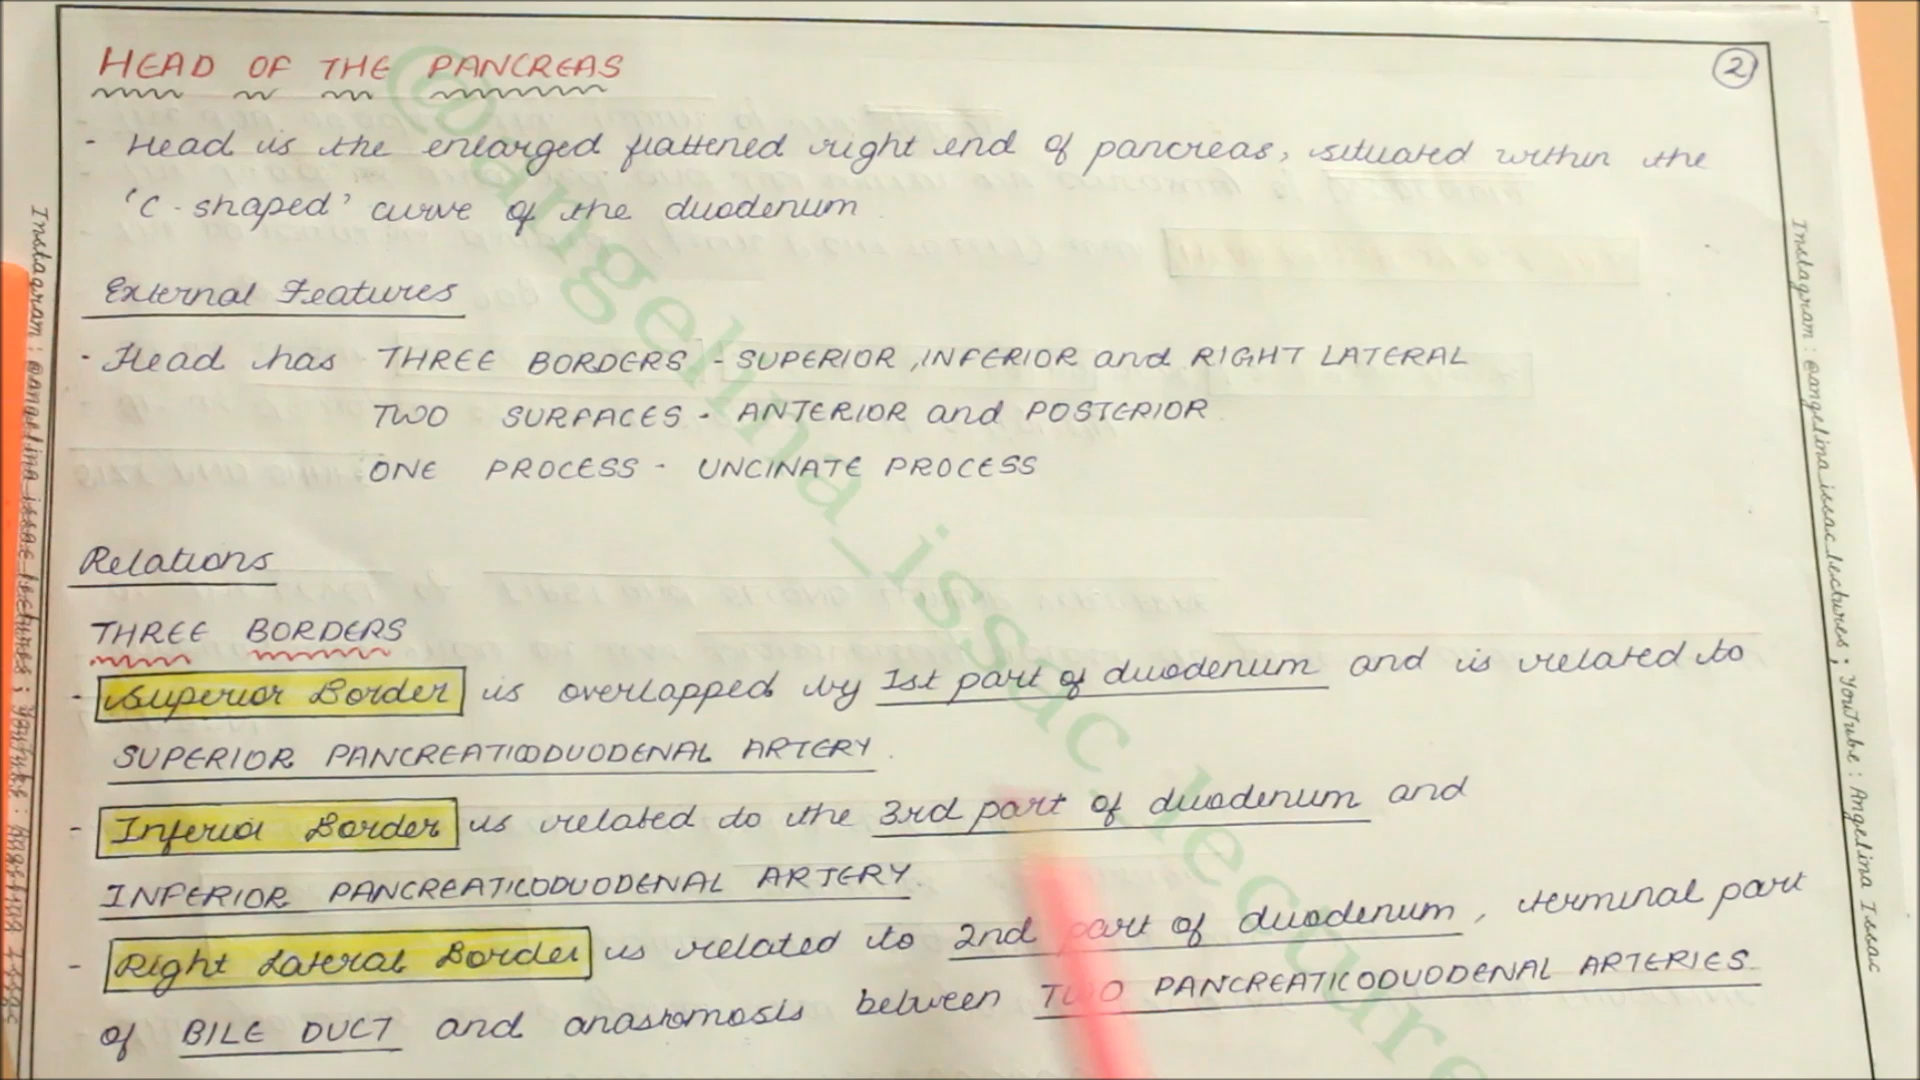 HEAD OF THE PANCREAS
2
- Head is the enlarged flattened right end of pancreas, situated within the
'C-shaped' curve of the duodenum
External Features
- Head has THREE BORDERS - SUPERIOR, INFERIOR and RIGHT LATERAL
TWO SURFACES - ANTERIOR and POSTERIOR
ONE PROCESS - UNCINATE PROCESS
Relations
THREE BORDERS
- Superior Border is overlapped by 1st part of duodenum and is related to
SUPERIOR PANCREATICODUODENAL ARTERY.
- Inferior Border is related to the 3rd part of duodenum and
INFERIOR PANCREATICODUODENAL ARTERY.
- Right Lateral Border is related to 2nd part of duodenum, terminal part
of BILE DUCT and anastomosis between TWO PANCREATICODUODENAL ARTERIES
@angelina_issac_lecture
Instagram: @angelina_issac_lectures; YouTube: Angelina Issac
Instagram: @angelina_issac_lectures; YouTube: Angelina Issac